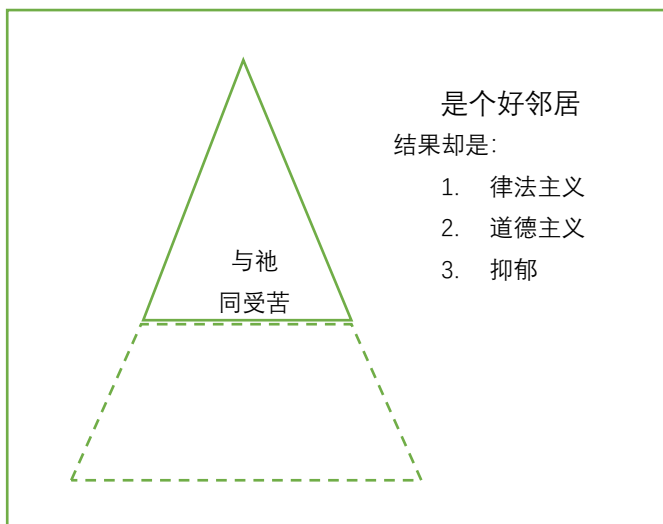 是个好邻居
结果却是：
1. 律法主义
2. 道德主义
3. 抑郁
与祂
同受苦